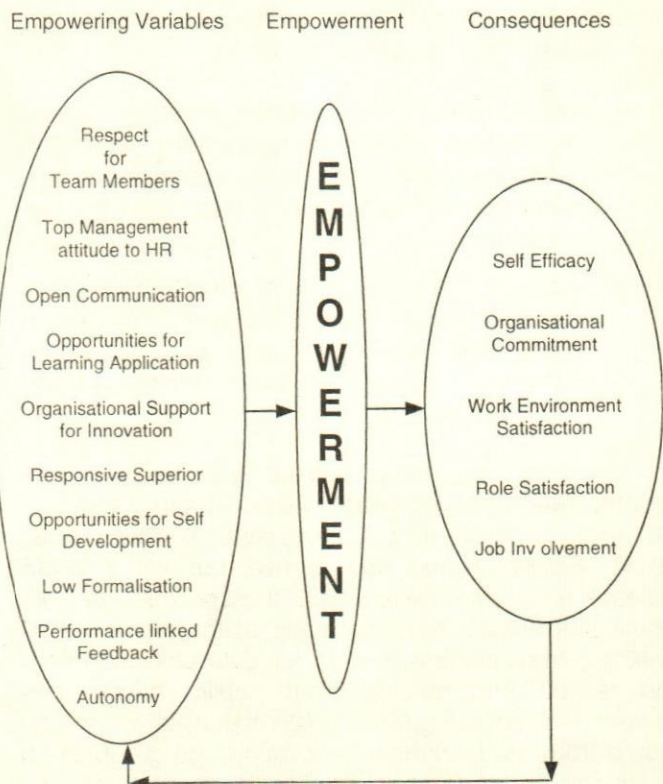 Empowering Variables
Empowerment
Consequences
Respect
for
Team Members
Top Management
attitude to HR
Open Communication
Opportunities for
Learning Application
Organisational Support
for Innovation
Responsive Superior
Opportunities for Self
Development
Low Formalisation
Performance linked
Feedback
Autonomy
EMPOWERMENT
Self Efficacy
Organisational
Commitment
Work Environment
Satisfaction
Role Satisfaction
Job Inv olvement